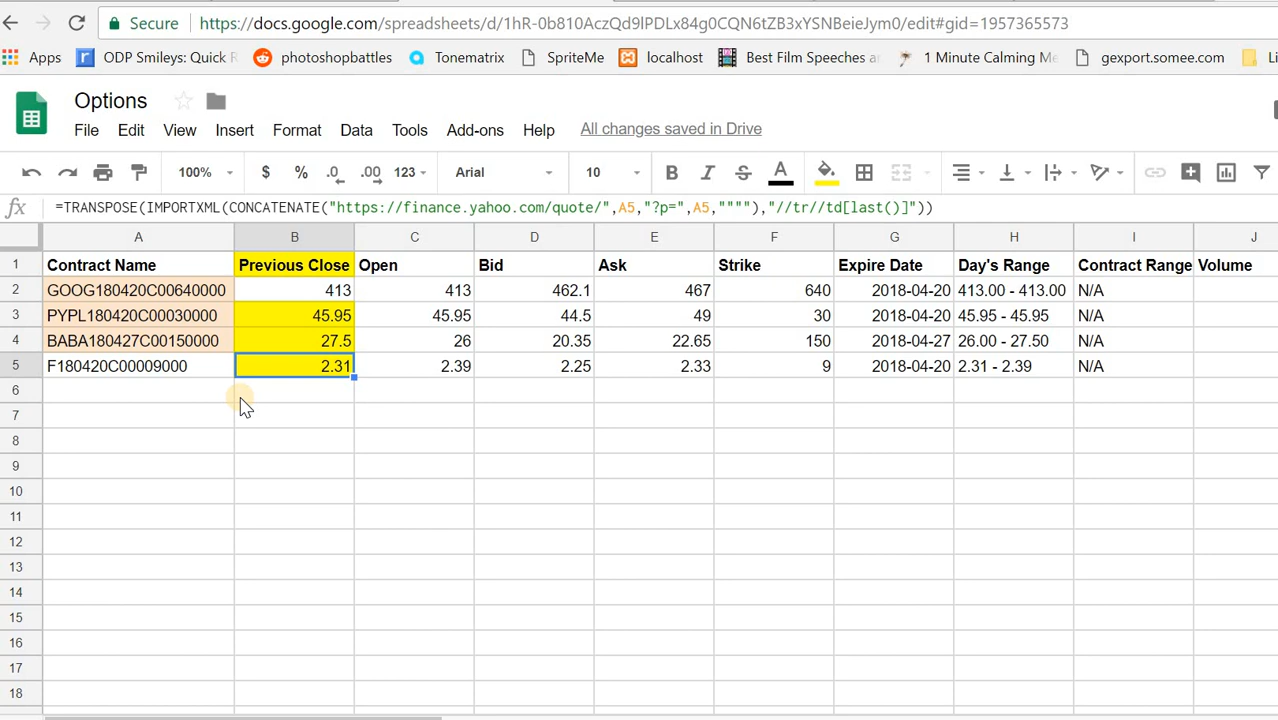 Secure https://docs.google.com/spreadsheets/d/1hR-0b810AczQd9lPDLx84g0CQN6tZB3xYSNBeieJym0/edit#gid=1957365573
Apps ODP Smileys: Quick R photoshopbattles Tonematrix SpriteMe localhost Best Film Speeches an 1 Minute Calming Me gexport.somee.com Li
Options
File Edit View Insert Format Data Tools Add-ons Help All changes saved in Drive
100% $ % .0 .00 123 Arial 10 B I S A
fx =TRANSPOSE(IMPORTXML(CONCATENATE("https://finance.yahoo.com/quote/",A5,"?p=",A5,""""),"//tr//td[last()]"))
A B C D E F G H I J
1 Contract Name Previous Close Open Bid Ask Strike Expire Date Day's Range Contract Range Volume
2 GOOG180420C00640000 413 413 462.1 467 640 2018-04-20 413.00 - 413.00 N/A
3 PYPL180420C00030000 45.95 45.95 44.5 49 30 2018-04-20 45.95 - 45.95 N/A
4 BABA180427C00150000 27.5 26 20.35 22.65 150 2018-04-27 26.00 - 27.50 N/A
5 F180420C00009000 2.31 2.39 2.25 2.33 9 2018-04-20 2.31 - 2.39 N/A
6
7
8
9
10
11
12
13
14
15
16
17
18